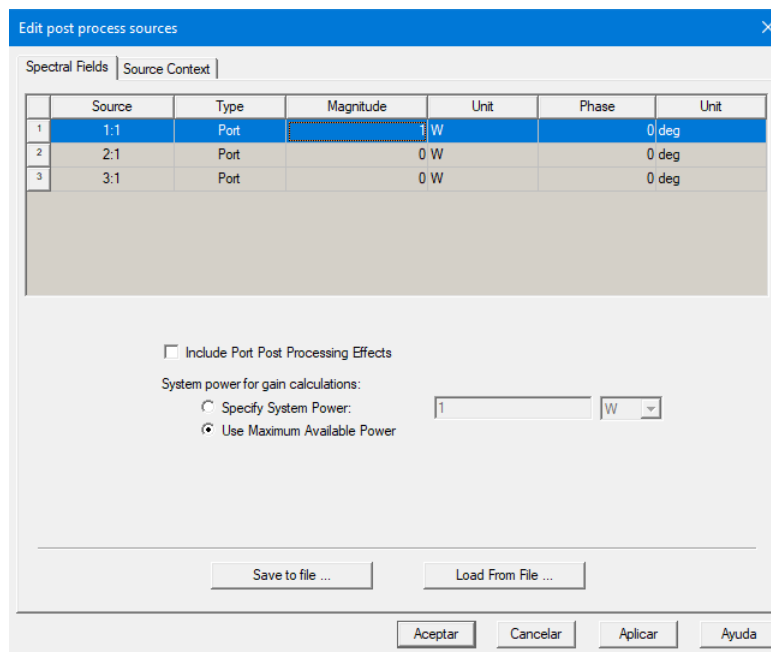 Edit post process sources
Spectral Fields Source Context
Source Type Magnitude Unit Phase Unit
1 1:1 Port 1 W 0 deg
2 2:1 Port 0 W 0 deg
3 3:1 Port 0 W 0 deg
Include Port Post Processing Effects
System power for gain calculations:
Specify System Power: 1 W
Use Maximum Available Power
Save to file ... Load From File ...
Aceptar Cancelar Aplicar Ayuda